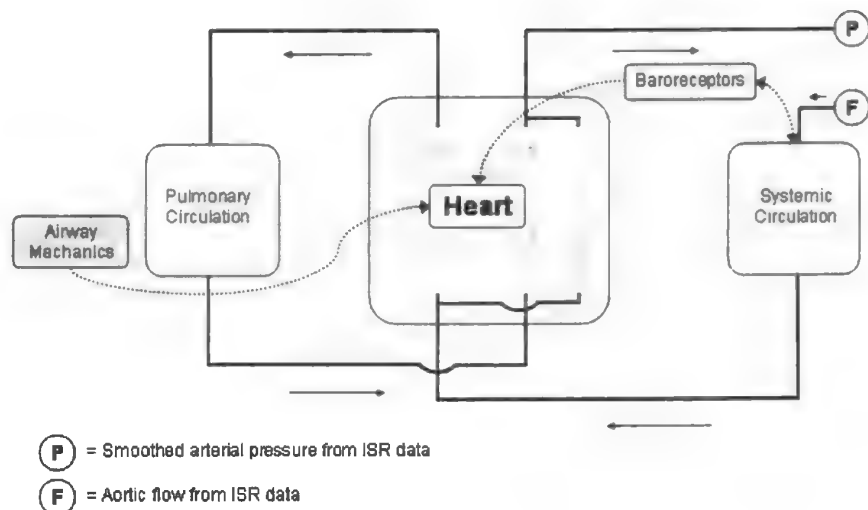 P
Baroreceptors
F
Pulmonary
Circulation
Heart
Systemic
Circulation
Airway
Mechanics
P = Smoothed arterial pressure from ISR data
F = Aortic flow from ISR data